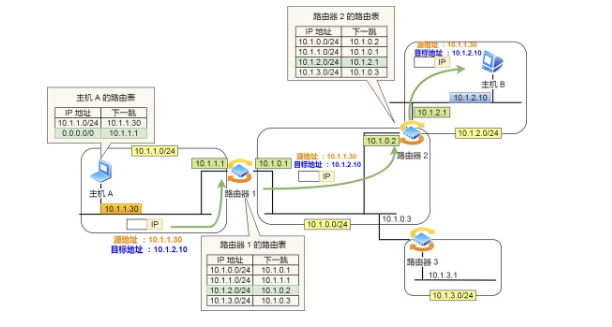 路由器 2 的路由表
IP 地址 下一跳
10.1.0.0/24 10.1.0.2
10.1.1.0/24 10.1.0.1
10.1.2.0/24 10.1.2.1
10.1.3.0/24 10.1.0.3
源地址 : 10.1.1.30
目标地址 : 10.1.2.10
IP
主机 B
10.1.2.10
10.1.2.1
10.1.2.0/24
主机 A 的路由表
IP 地址 下一跳
10.1.1.0/24 10.1.1.30
0.0.0.0/0 10.1.1.1
10.1.1.0/24
主机 A
10.1.1.30
IP
源地址 : 10.1.1.30
目标地址 : 10.1.2.10
10.1.1.1
路由器 1
10.1.0.1
源地址 : 10.1.1.30
目标地址 : 10.1.2.10
IP
10.1.0.2
路由器 2
10.1.0.0/24
10.1.0.3
路由器 1 的路由表
IP 地址 下一跳
10.1.0.0/24 10.1.0.1
10.1.1.0/24 10.1.1.1
10.1.2.0/24 10.1.0.2
10.1.3.0/24 10.1.0.3
路由器 3
10.1.3.1
10.1.3.0/24